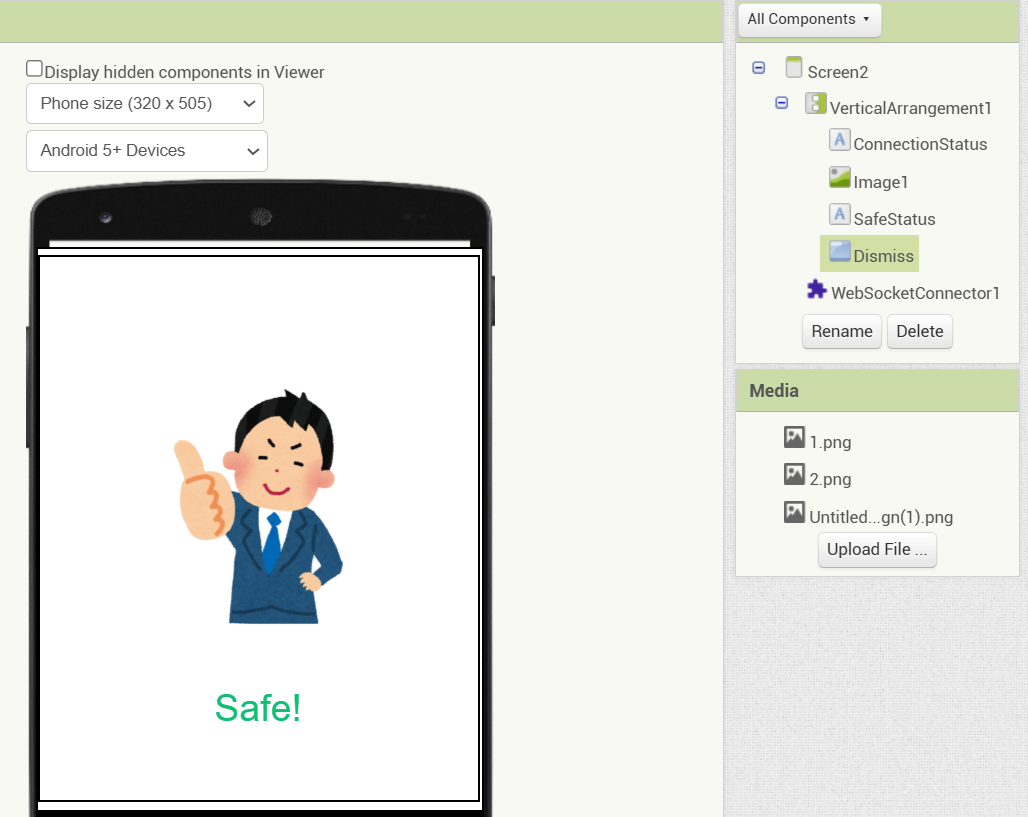 All Components
Display hidden components in Viewer
Phone size (320 x 505)
Android 5+ Devices
Safe!
Screen2
VerticalArrangement1
A ConnectionStatus
Image1
A SafeStatus
Dismiss
WebSocketConnector1
Rename Delete
Media
1.png
2.png
Untitled...gn(1).png
Upload File ...